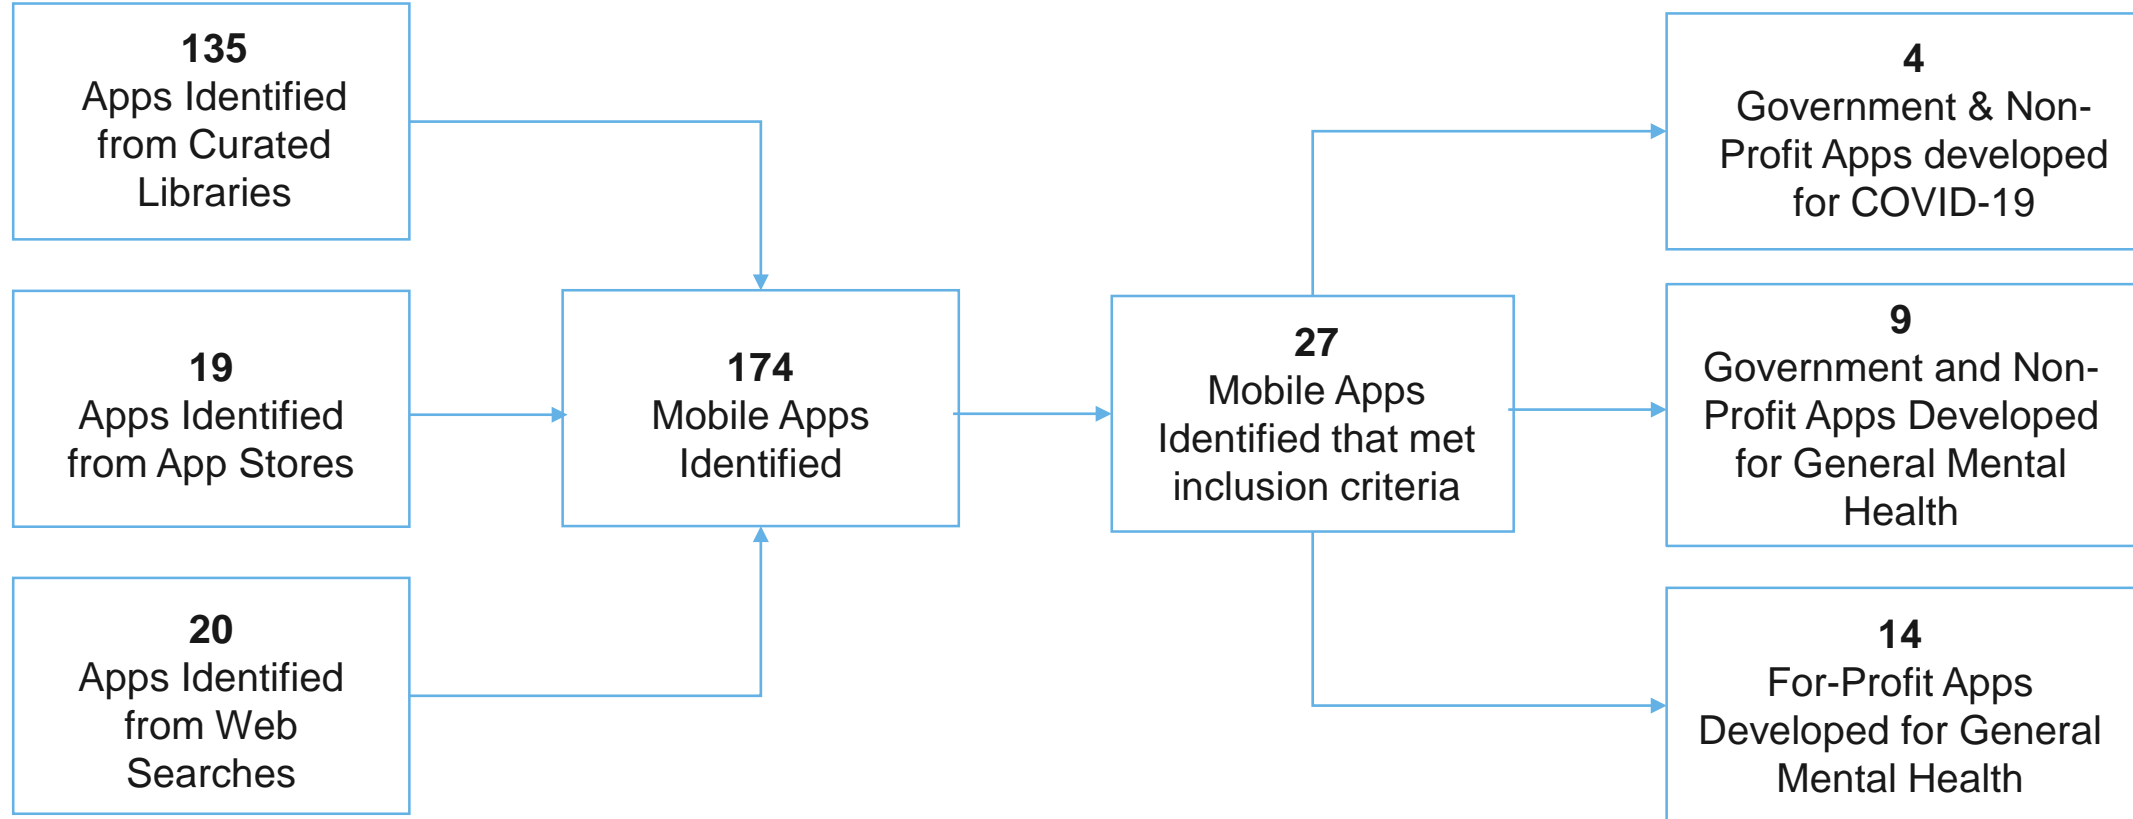 135
Apps Identified
from Curated
Libraries
19
Apps Identified
from App Stores
20
Apps Identified
from Web
Searches
174
Mobile Apps
Identified
27
Mobile Apps
Identified that met
inclusion criteria
4
Government & Non-
Profit Apps developed
for COVID-19
9
Government and Non-
Profit Apps Developed
for General Mental
Health
14
For-Profit Apps
Developed for General
Mental Health